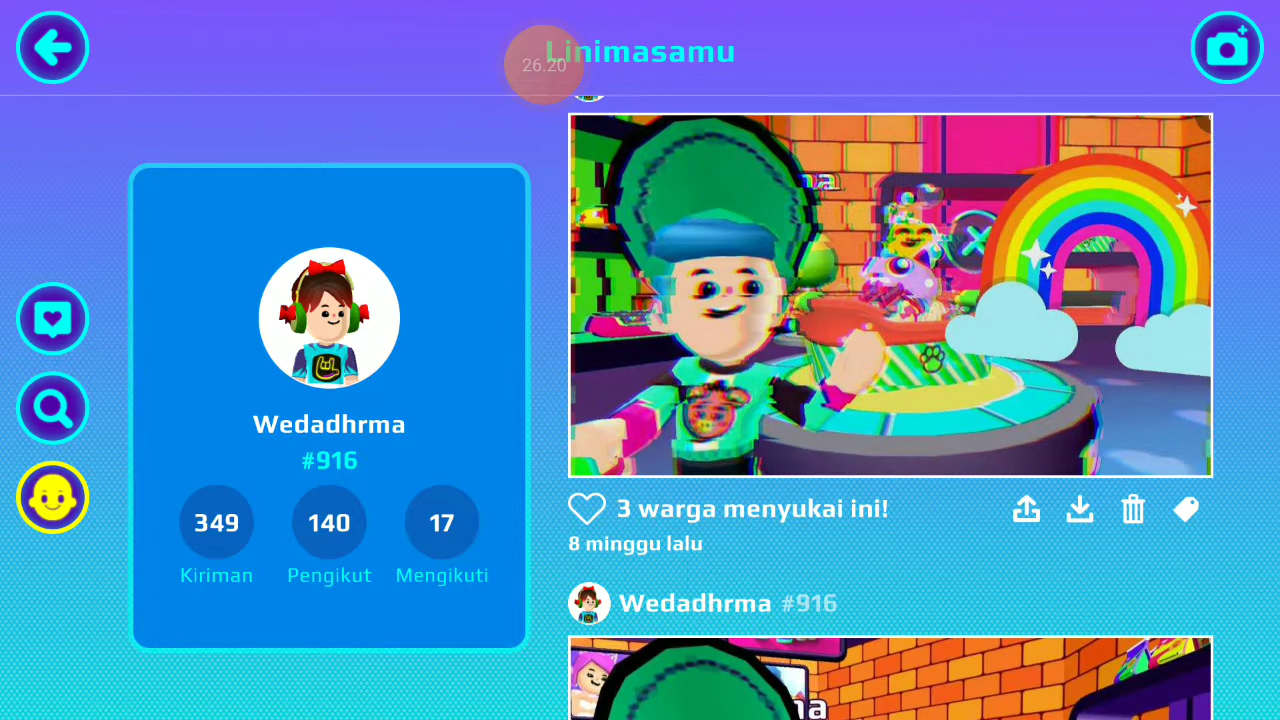 Linimasamu
26.20
Wedadhrma
#916
349
140
17
Kiriman
Pengikut
Mengikuti
3 warga menyukai ini!
8 minggu lalu
Wedadhrma #916